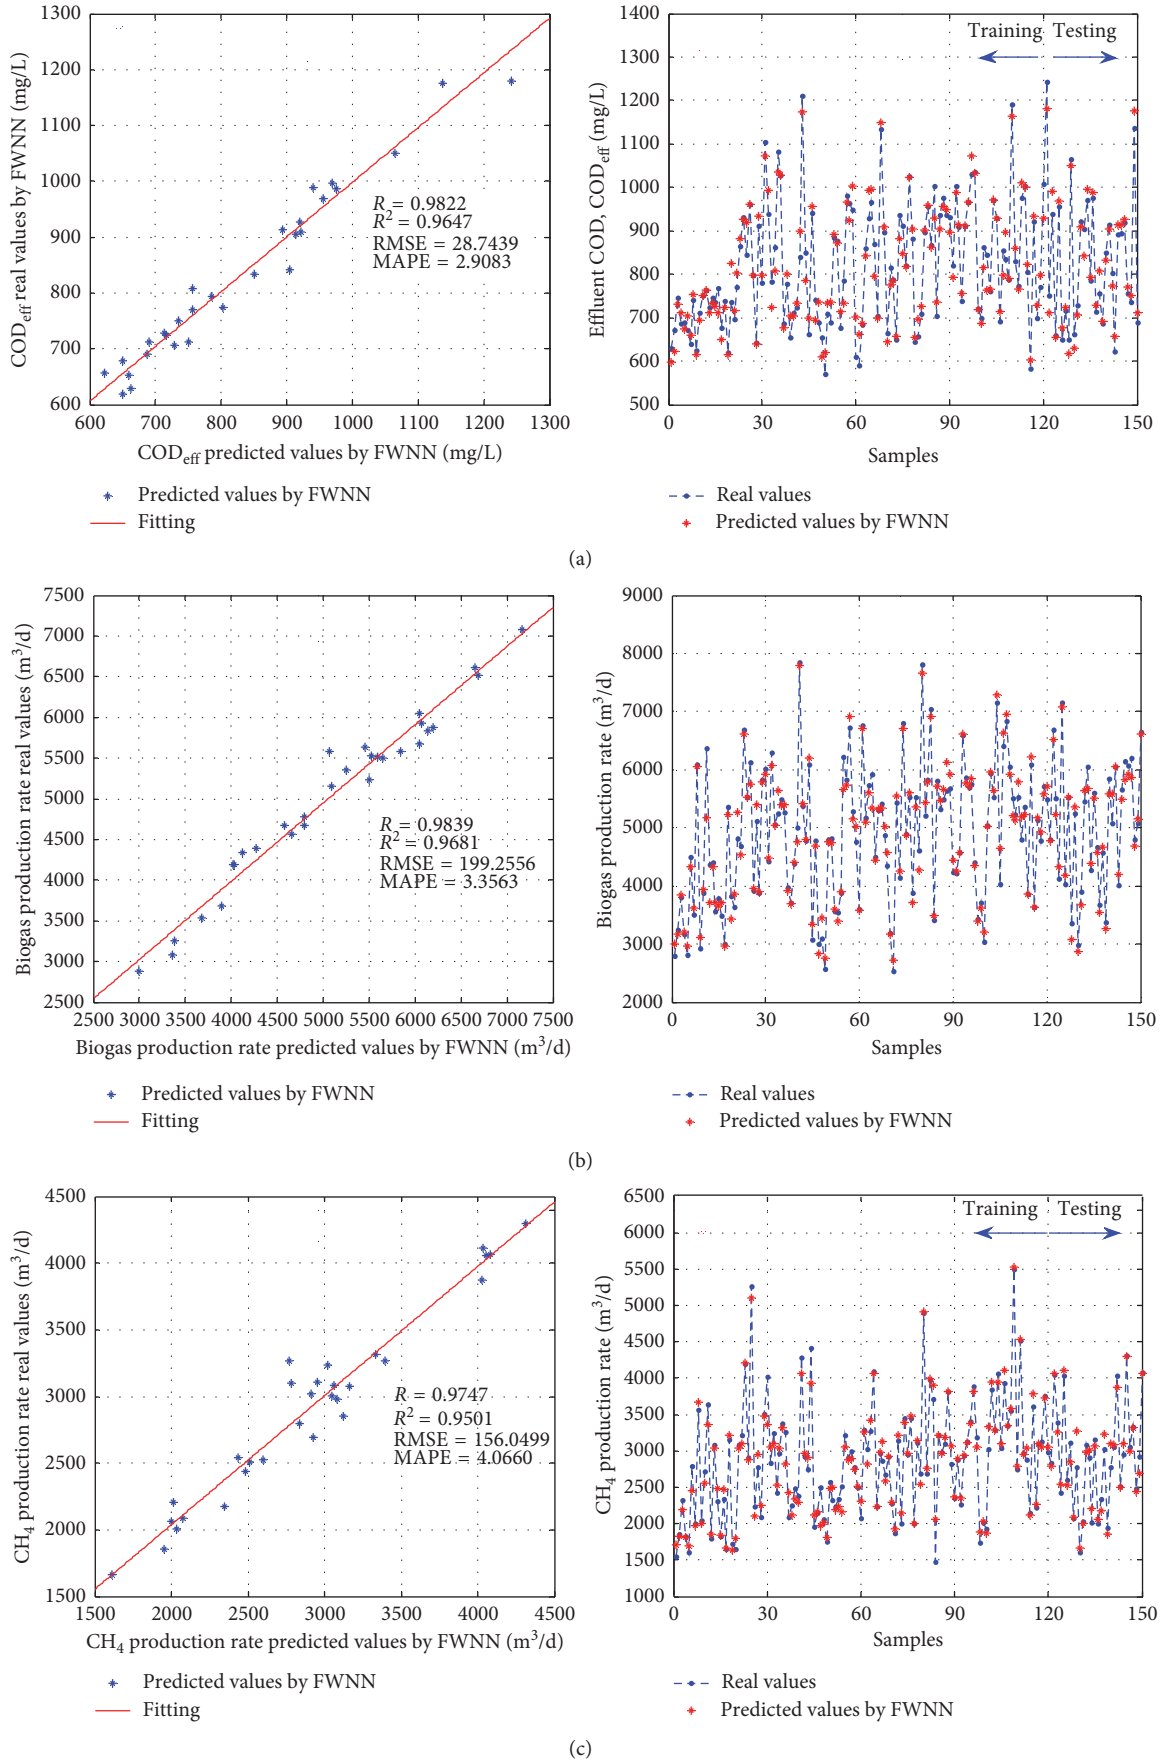 1300
1200
1100
1000
900
800
700
600
COD_eff real values by FWNN (mg/L)
R = 0.9822
R² = 0.9647
RMSE = 28.7439
MAPE = 2.9083
600 700 800 900 1000 1100 1200 1300
COD_eff predicted values by FWNN (mg/L)
Predicted values by FWNN
Fitting
1400
1300
1200
1100
1000
900
800
700
600
500
Effluent COD, COD_eff (mg/L)
Training Testing
0 30 60 90 120 150
Samples
Real values
Predicted values by FWNN
(a)
7500
7000
6500
6000
5500
5000
4500
4000
3500
3000
2500
Biogas production rate real values (m³/d)
R = 0.9839
R² = 0.9681
RMSE = 199.2556
MAPE = 3.3563
2500 3000 3500 4000 4500 5000 5500 6000 6500 7000 7500
Biogas production rate predicted values by FWNN (m³/d)
Predicted values by FWNN
Fitting
9000
8000
7000
6000
5000
4000
3000
2000
Biogas production rate (m³/d)
0 30 60 90 120 150
Samples
Real values
Predicted values by FWNN
(b)
4500
4000
3500
3000
2500
2000
1500
CH₄ production rate real values (m³/d)
R = 0.9747
R² = 0.9501
RMSE = 156.0499
MAPE = 4.0660
1500 2000 2500 3000 3500 4000 4500
CH₄ production rate predicted values by FWNN (m³/d)
Predicted values by FWNN
Fitting
6500
6000
5500
5000
4500
4000
3500
3000
2500
2000
1500
1000
CH₄ production rate (m³/d)
Training Testing
0 30 60 90 120 150
Samples
Real values
Predicted values by FWNN
(c)